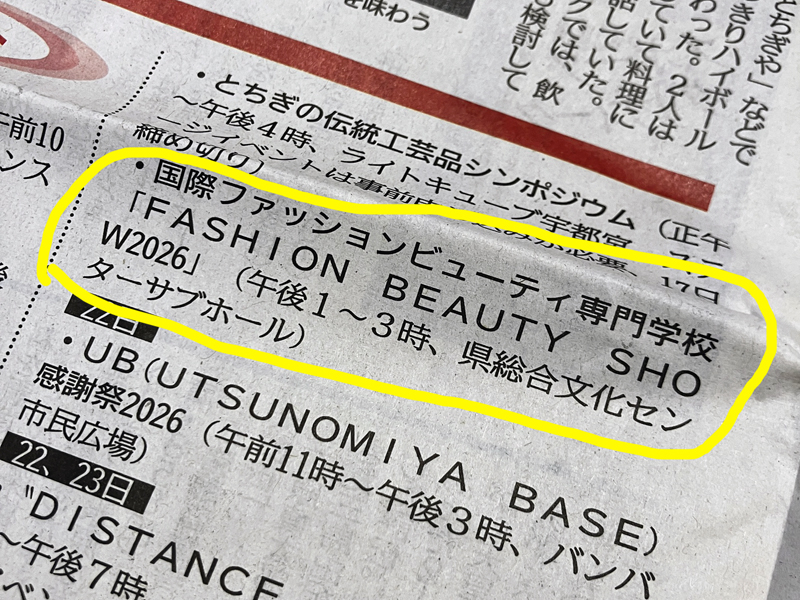 を味わう
とちぎや」などで
きりハイボール
わった。2人は
ていて料理に
話していた。
クでは、飲
検討して
・とちぎの伝統工芸品シンポジウム（正午
～午後4時、ライトキューブ宇都宮
締め切り）
・国際ファッションビューティ専門学校
「FASHION BEAUTY SHO
W2026」（午後1～3時、県総合文化セン
ターサブホール）
22日
・UB（UTSUNOMIYA BASE）
感謝祭2026（午前11時～午後3時、バンバ
市民広場）
22、23日
"DISTANCE
～午後7時
午前10
ンス